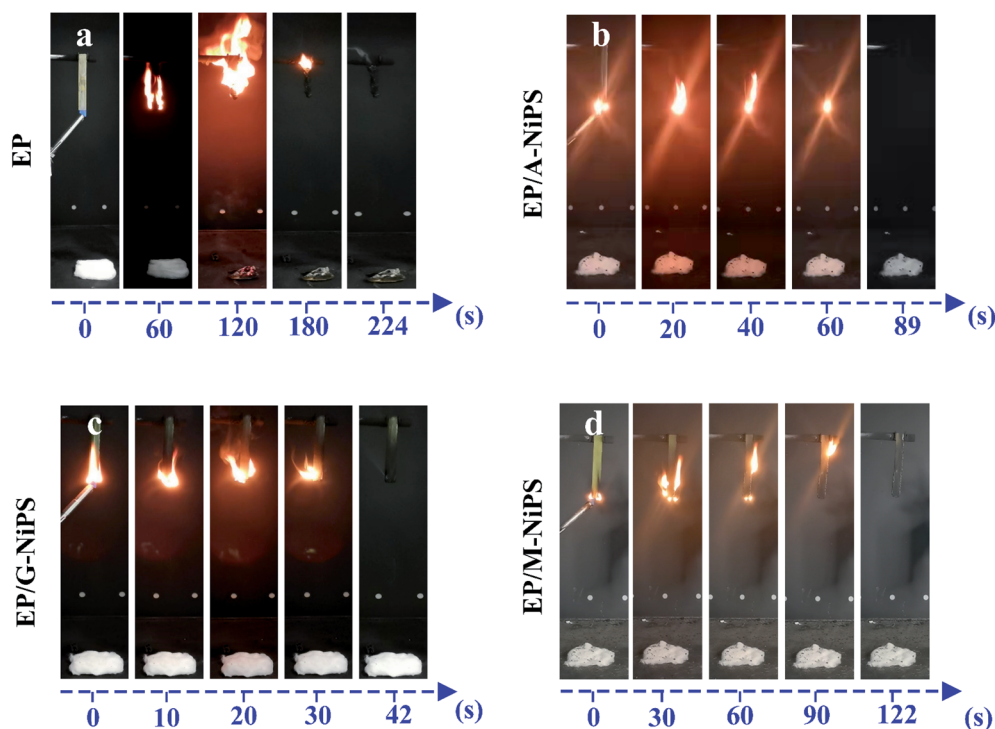 EP
a
0 60 120 180 224 (s)
EP/A-NiPS
b
0 20 40 60 89 (s)
EP/G-NiPS
c
0 10 20 30 42 (s)
EP/M-NiPS
d
0 30 60 90 122 (s)